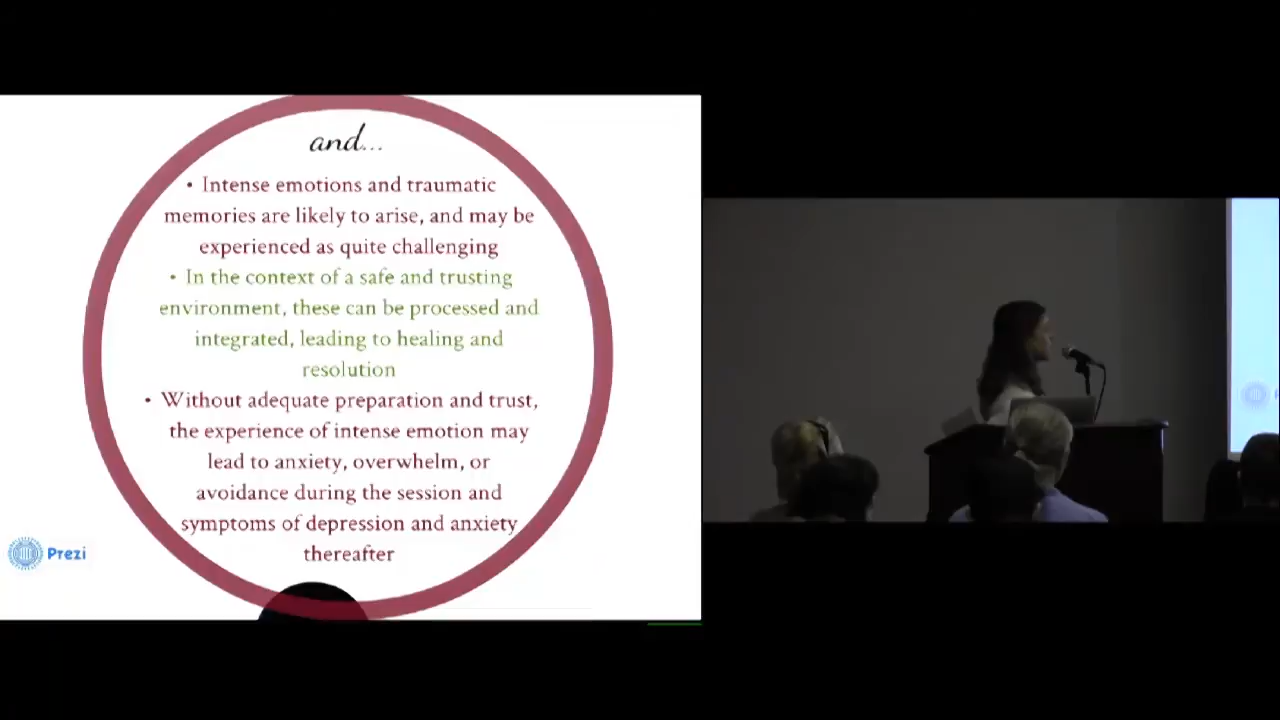 and...
• Intense emotions and traumatic
memories are likely to arise, and may be
experienced as quite challenging
• In the context of a safe and trusting
environment, these can be processed and
integrated, leading to healing and
resolution
• Without adequate preparation and trust,
the experience of intense emotion may
lead to anxiety, overwhelm, or
avoidance during the session and
symptoms of depression and anxiety
thereafter
Prezi